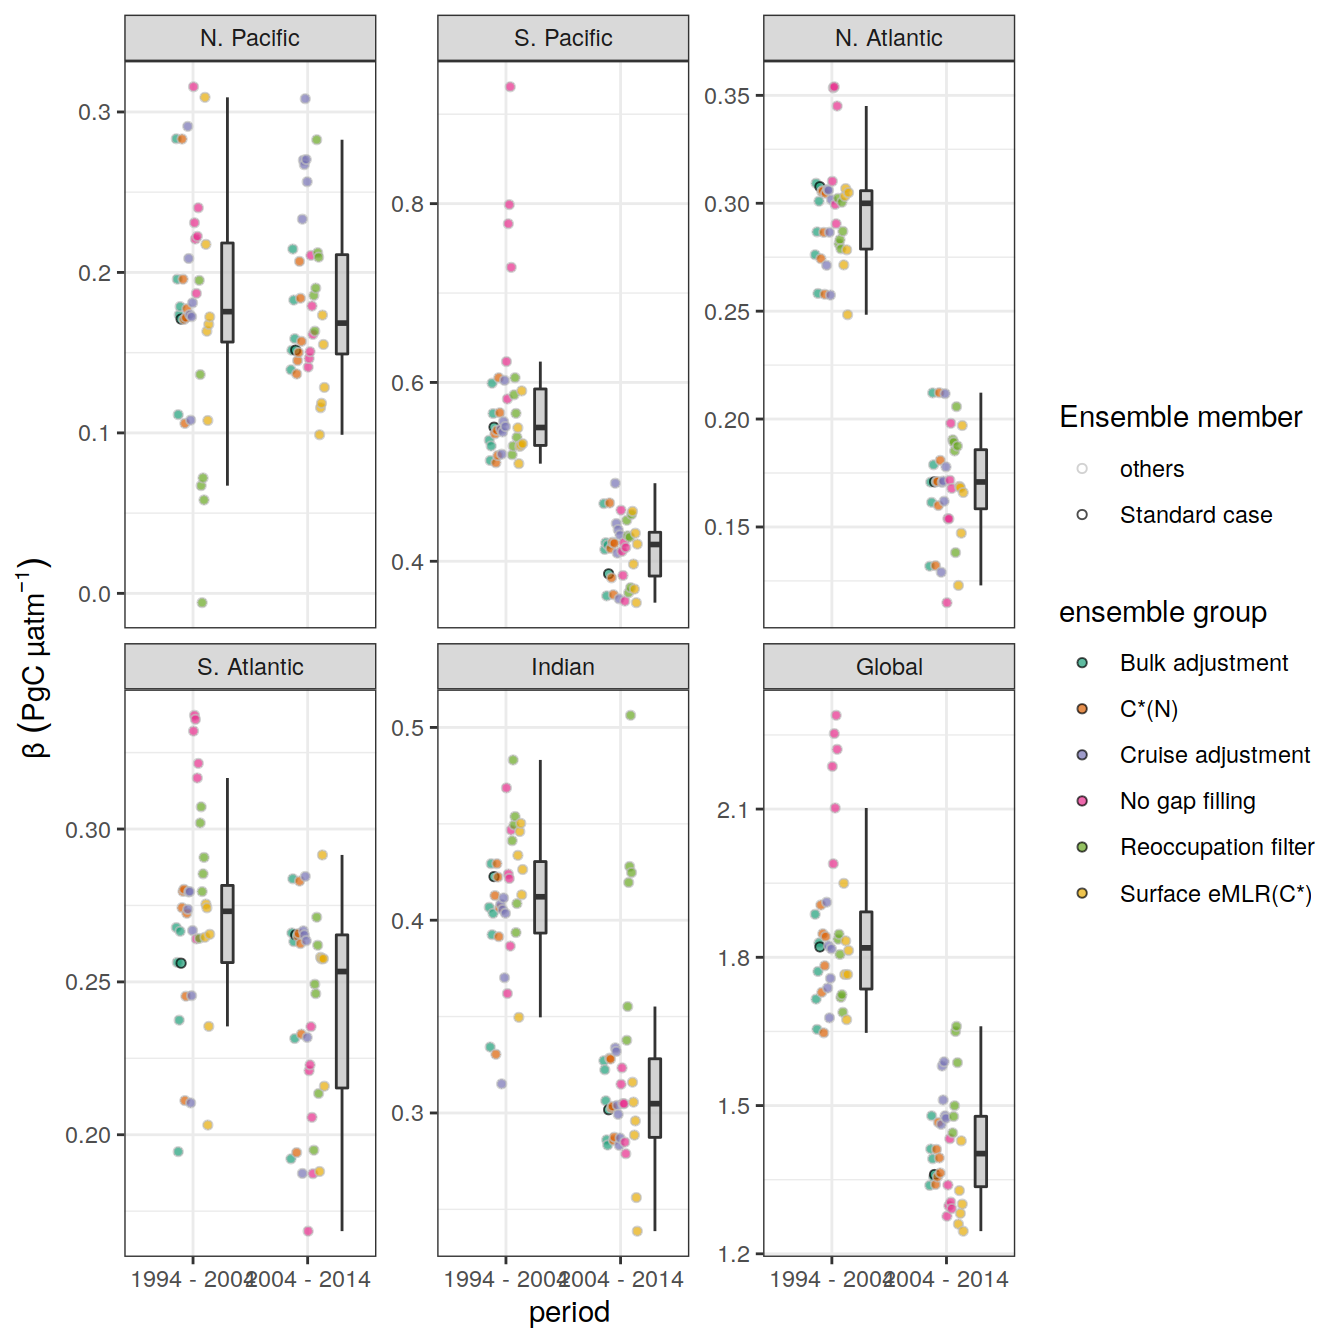 N. Pacific
S. Pacific
N. Atlantic
0.3
0.2
0.1
0.0
0.8
0.6
0.4
0.35
0.30
0.25
0.20
0.15
S. Atlantic
Indian
Global
0.30
0.25
0.20
0.5
0.4
0.3
2.1
1.8
1.5
1.2
1994 - 2004
2004 - 2014
1994 - 2004
2004 - 2014
1994 - 2004
2004 - 2014
period
β (PgC µatm⁻¹)
Ensemble member
others
Standard case
ensemble group
Bulk adjustment
C*(N)
Cruise adjustment
No gap filling
Reoccupation filter
Surface eMLR(C*)